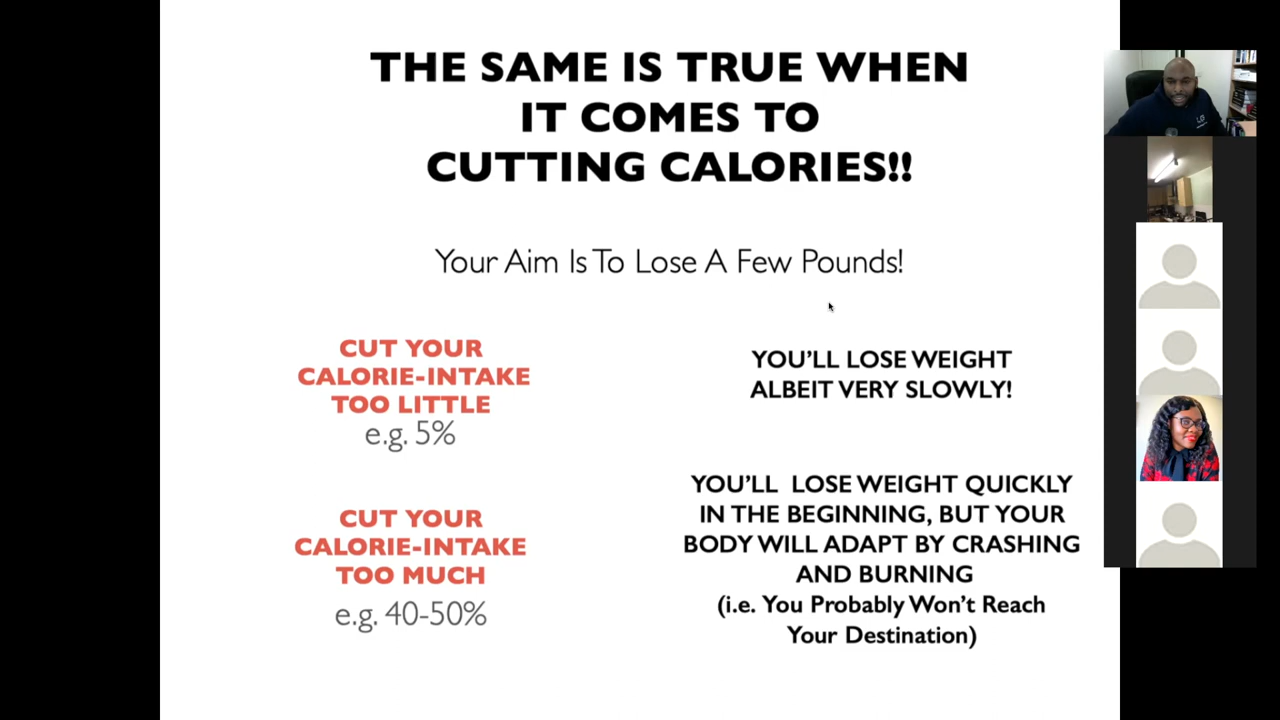 THE SAME IS TRUE WHEN
IT COMES TO
CUTTING CALORIES!!
Your Aim Is To Lose A Few Pounds!
CUT YOUR
CALORIE-INTAKE
TOO LITTLE
e.g. 5%
YOU'LL LOSE WEIGHT
ALBEIT VERY SLOWLY!
CUT YOUR
CALORIE-INTAKE
TOO MUCH
e.g. 40-50%
YOU'LL LOSE WEIGHT QUICKLY
IN THE BEGINNING, BUT YOUR
BODY WILL ADAPT BY CRASHING
AND BURNING
(i.e. You Probably Won't Reach
Your Destination)